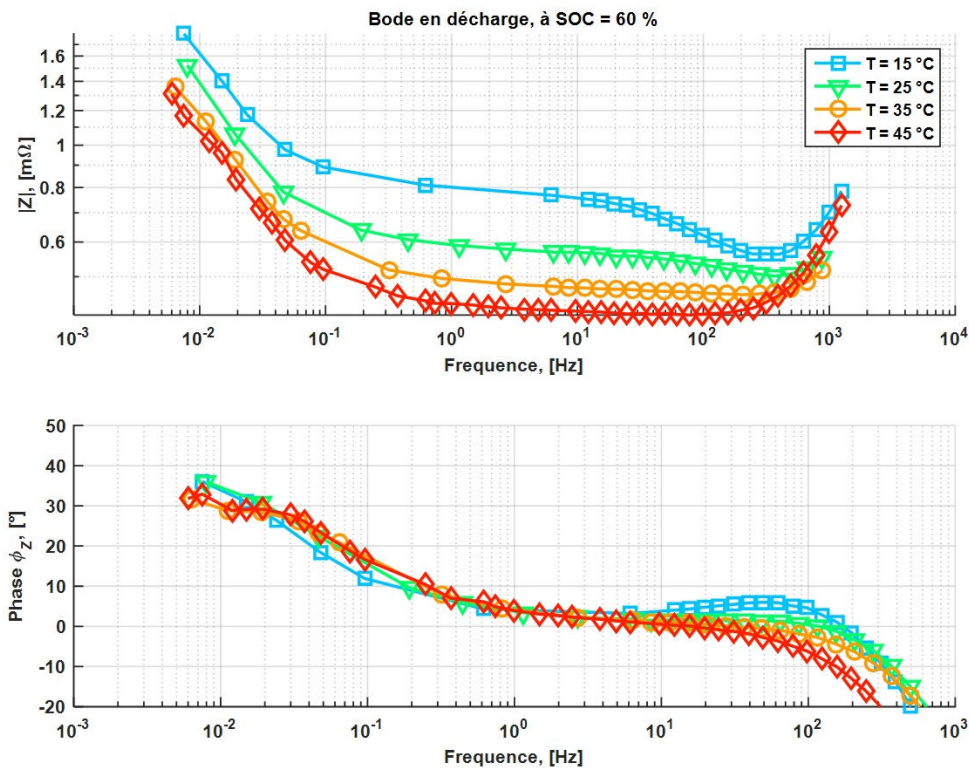 Bode en décharge, à SOC = 60 %
|Z|, [mΩ]
1.6
1.4
1.2
1
0.8
0.6
T = 15 °C
T = 25 °C
T = 35 °C
T = 45 °C
10-3 10-2 10-1 100 101 102 103 104
Frequence, [Hz]
Phase ϕZ, [°]
50
40
30
20
10
0
-10
-20
10-3 10-2 10-1 100 101 102 103
Frequence, [Hz]